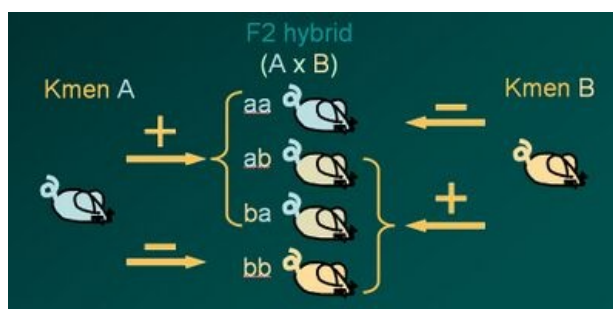 F2 hybrid
(A x B)
Kmen A
Kmen B
aa
ab
ba
bb
+
−
−
+